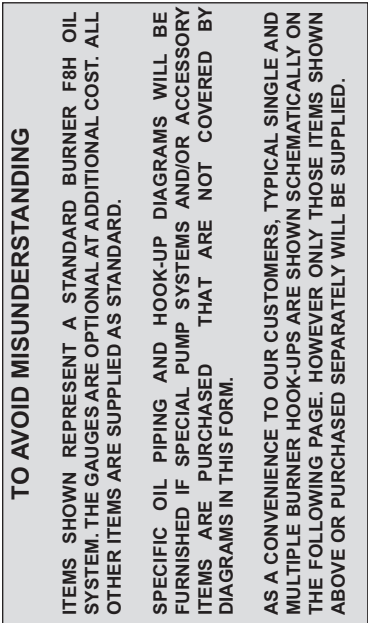 TO AVOID MISUNDERSTANDING
ITEMS SHOWN REPRESENT A STANDARD BURNER F8H OIL
SYSTEM. THE GAUGES ARE OPTIONAL AT ADDITIONAL COST. ALL
OTHER ITEMS ARE SUPPLIED AS STANDARD.
SPECIFIC OIL PIPING AND HOOK-UP DIAGRAMS WILL BE
FURNISHED IF SPECIAL PUMP SYSTEMS AND/OR ACCESSORY
ITEMS ARE PURCHASED THAT ARE NOT COVERED BY
DIAGRAMS IN THIS FORM.
AS A CONVENIENCE TO OUR CUSTOMERS, TYPICAL SINGLE AND
MULTIPLE BURNER HOOK-UPS ARE SHOWN SCHEMATICALLY ON
THE FOLLOWING PAGE. HOWEVER ONLY THOSE ITEMS SHOWN
ABOVE OR PURCHASED SEPARATELY WILL BE SUPPLIED.